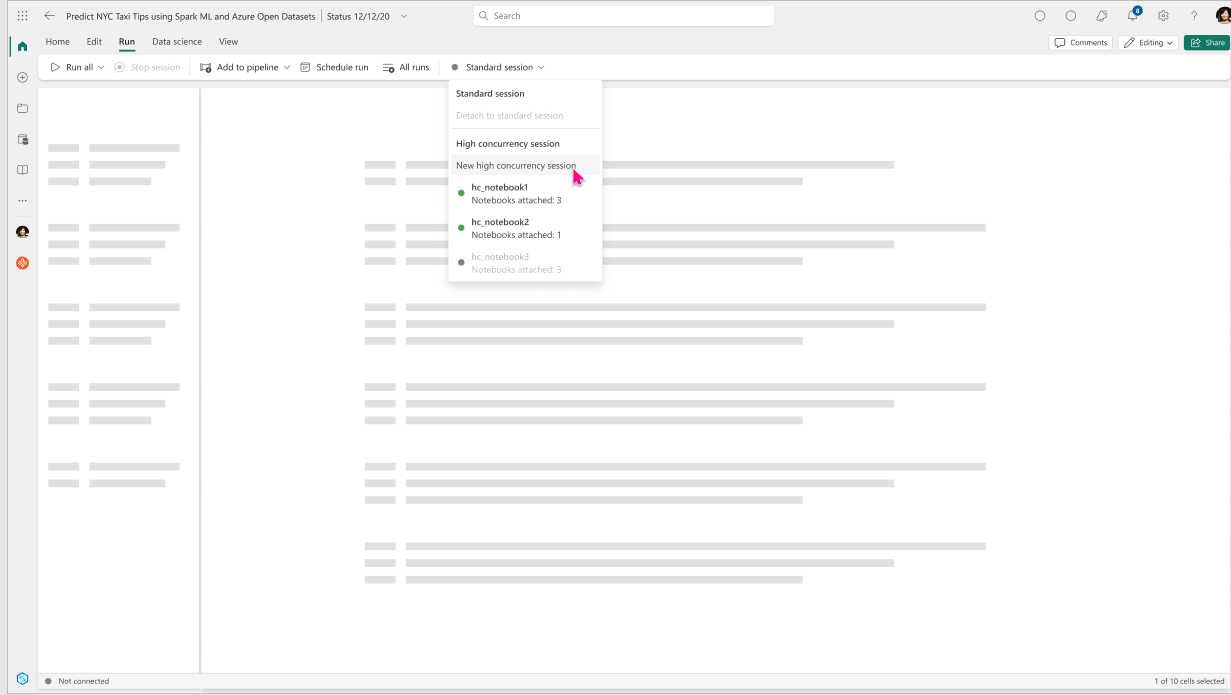 Predict NYC Taxi Tips using Spark ML and Azure Open Datasets | Status 12/12/20
Search
8
?
Home Edit Run Data science View
Comments Editing Share
Run all Stop session Add to pipeline Schedule run All runs Standard session
Standard session
Detach to standard session
High concurrency session
New high concurrency session
hc_notebook1
Notebooks attached: 3
hc_notebook2
Notebooks attached: 1
hc_notebook3
Notebooks attached: 3
Not connected
1 of 10 cells selected